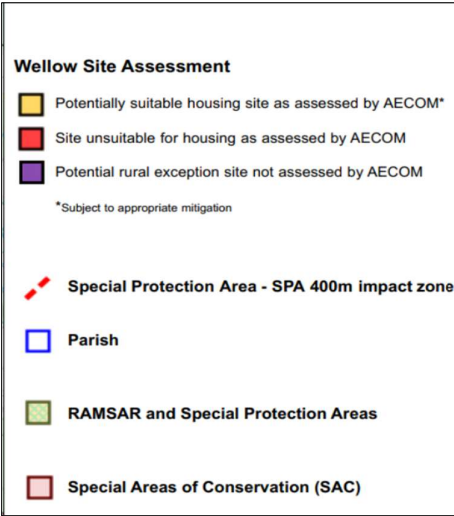 Wellow Site Assessment
Potentially suitable housing site as assessed by AECOM*
Site unsuitable for housing as assessed by AECOM
Potential rural exception site not assessed by AECOM
*Subject to appropriate mitigation
Special Protection Area - SPA 400m impact zone
Parish
RAMSAR and Special Protection Areas
Special Areas of Conservation (SAC)